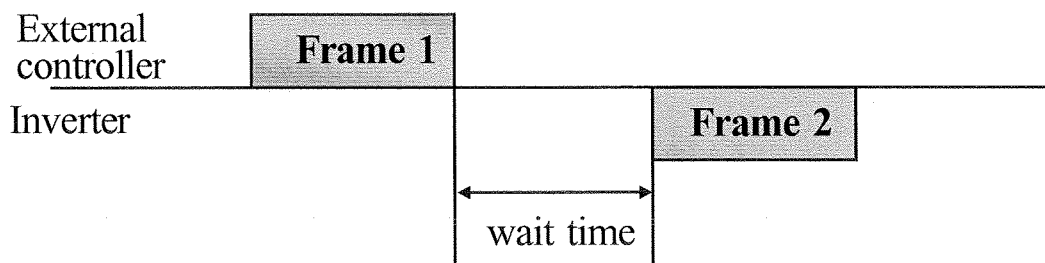 External
controller
Frame 1
Inverter
Frame 2
wait time